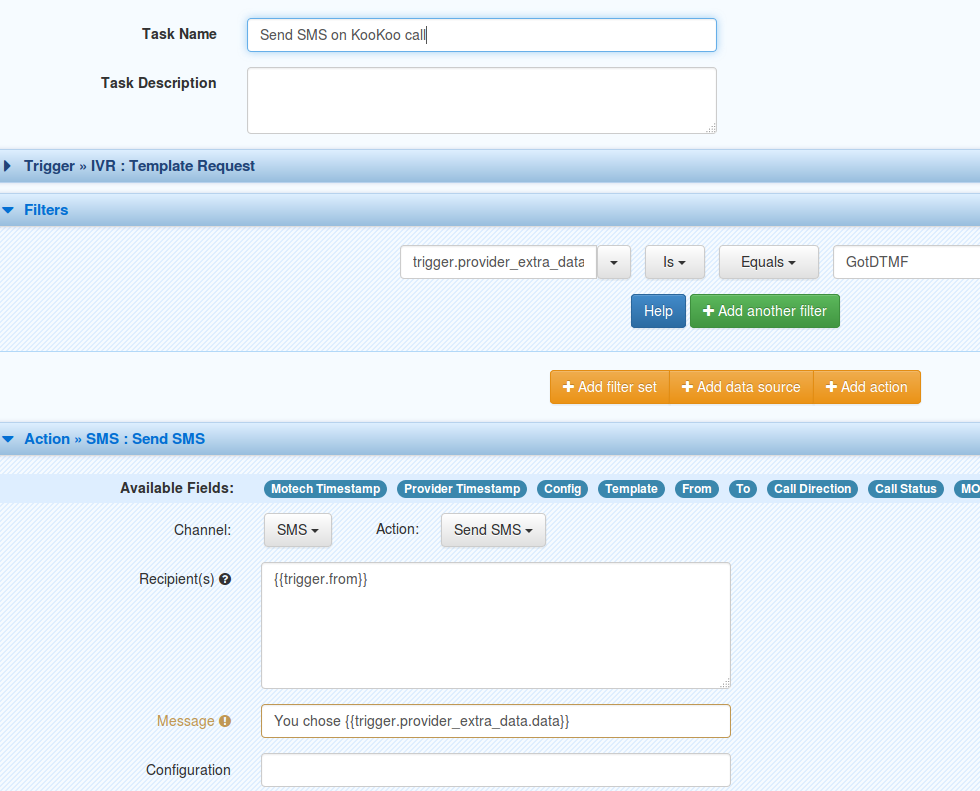 Task Name Send SMS on KooKoo call
Task Description
Trigger » IVR : Template Request
Filters
trigger.provider_extra_data Is Equals GotDTMF
Help + Add another filter
+ Add filter set + Add data source + Add action
Action » SMS : Send SMS
Available Fields: Motech Timestamp Provider Timestamp Config Template From To Call Direction Call Status MO
Channel: SMS Action: Send SMS
Recipient(s) ? {{trigger.from}}
Message ! You chose {{trigger.provider_extra_data.data}}
Configuration